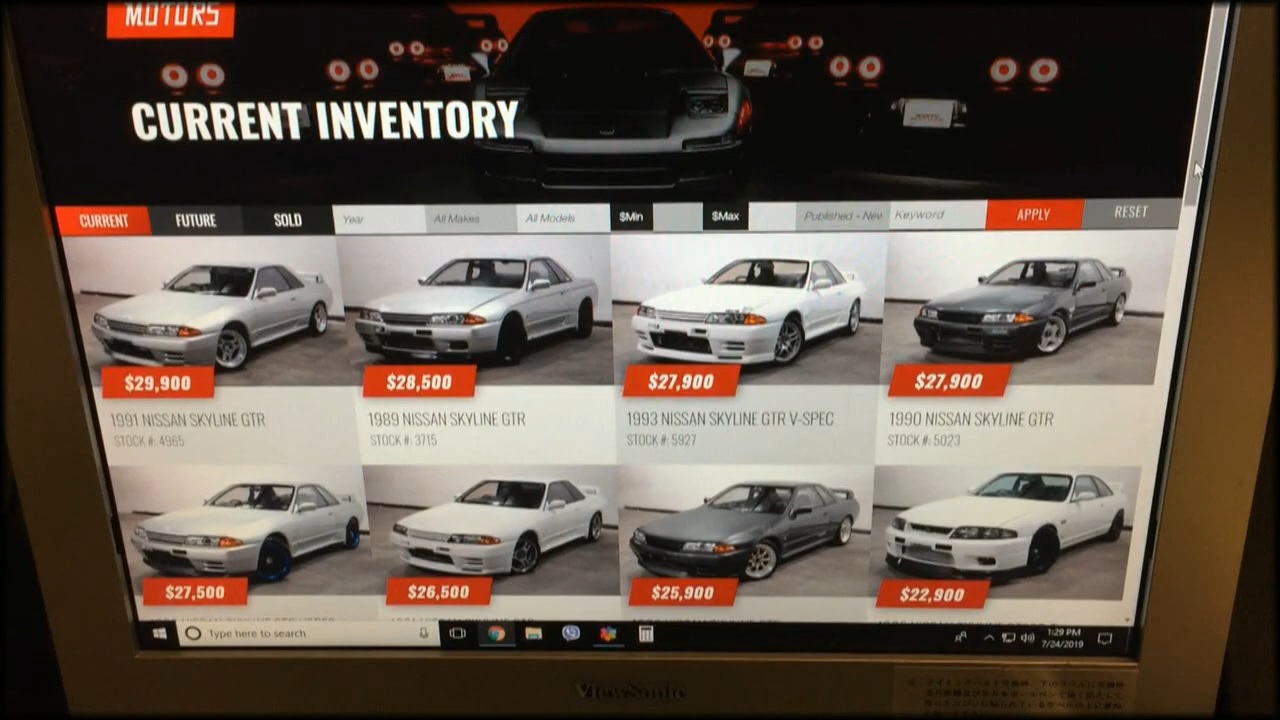 MOTORS
CURRENT INVENTORY
CURRENT FUTURE SOLD Year All Makes All Models $Min $Max Published - New Keyword APPLY RESET
$29,900 $28,500 $27,900 $27,900
1991 NISSAN SKYLINE GTR 1989 NISSAN SKYLINE GTR 1993 NISSAN SKYLINE GTR V-SPEC 1990 NISSAN SKYLINE GTR
STOCK #: 4965 STOCK #: 3715 STOCK #: 5927 STOCK #: 5023
$27,500 $26,500 $25,900 $22,900
Type here to search
1:29 PM
7/24/2019
ViewSonic